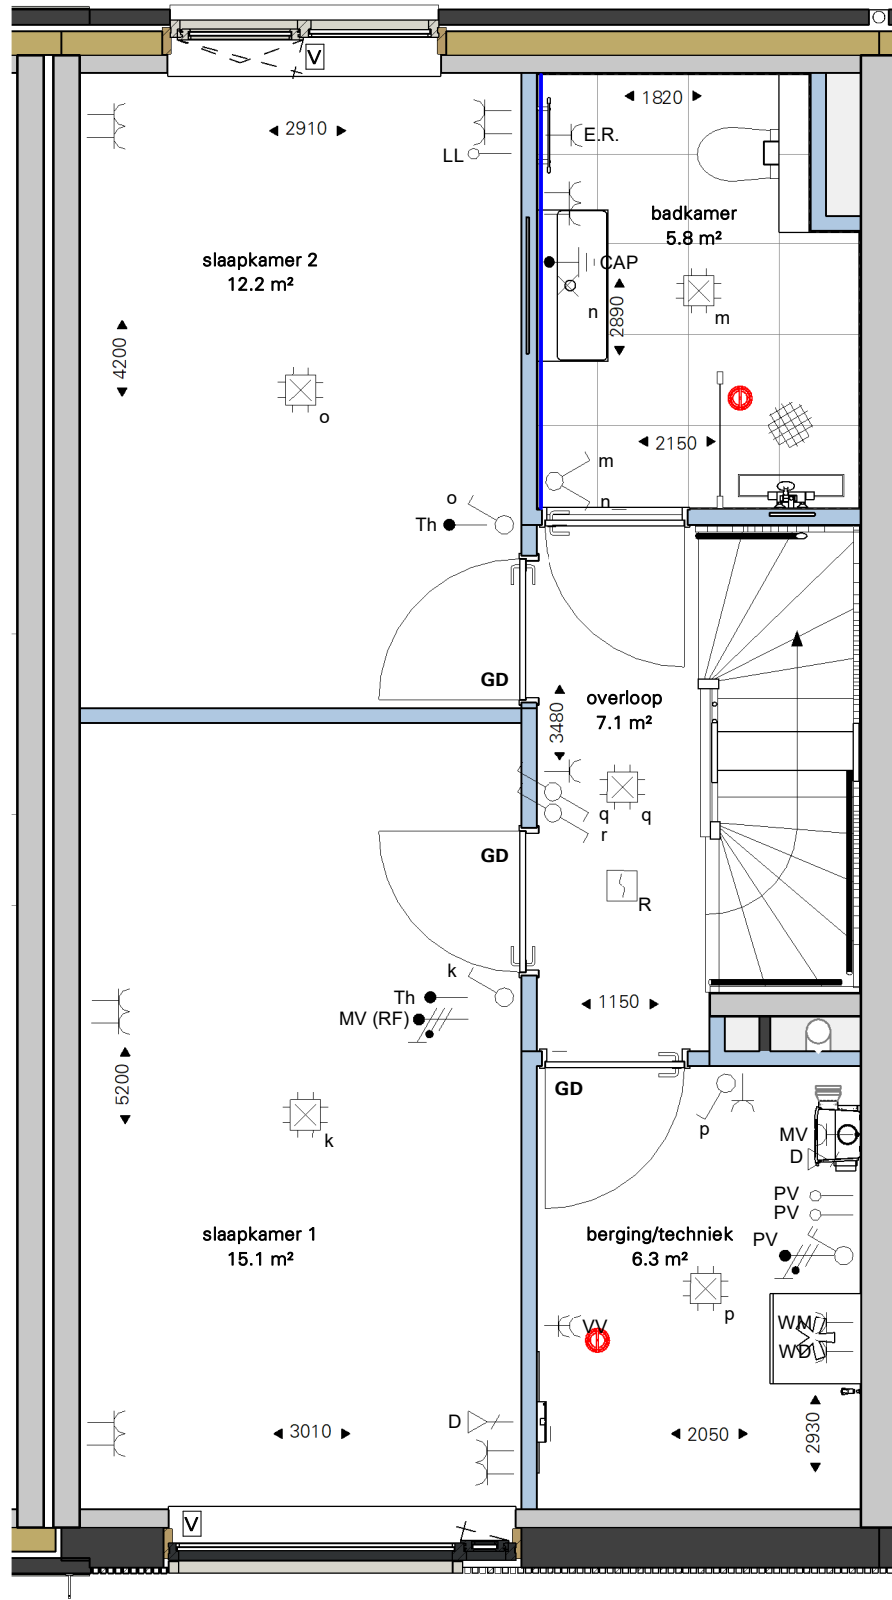 V
2910
LL
1820
E.R.
badkamer
5.8 m²
CAP
n
2890
m
slaapkamer 2
12.2 m²
4200
o
2150
m
n
o
Th
GD
overloop
7.1 m²
3480
q
q
r
GD
R
k
Th
MV (RF)
1150
5200
GD
k
p
MV
D
PV
PV
PV
slaapkamer 1
15.1 m²
berging/techniek
6.3 m²
p
VV
WM
WD
D
3010
2050
2930
V